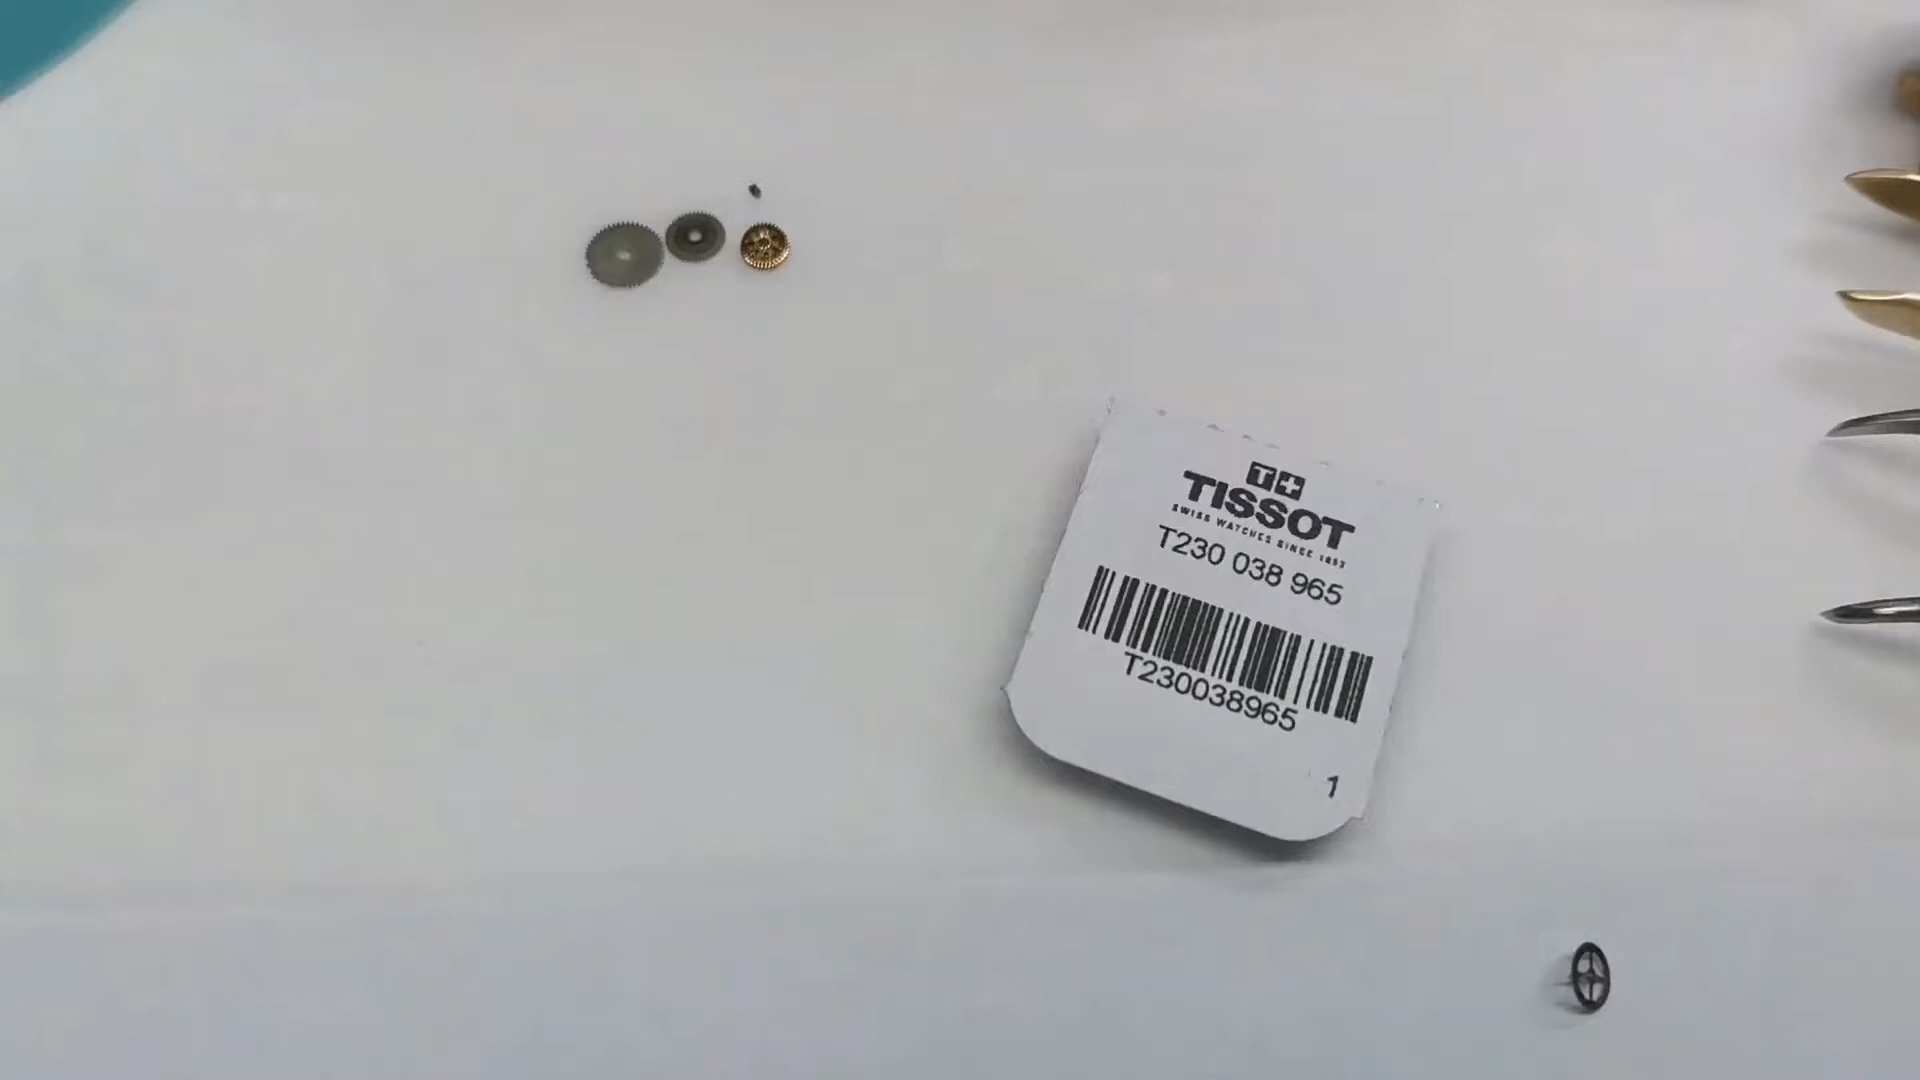 T+
TISSOT
SWISS WATCHES SINCE 1853
T230 038 965
T230038965
1